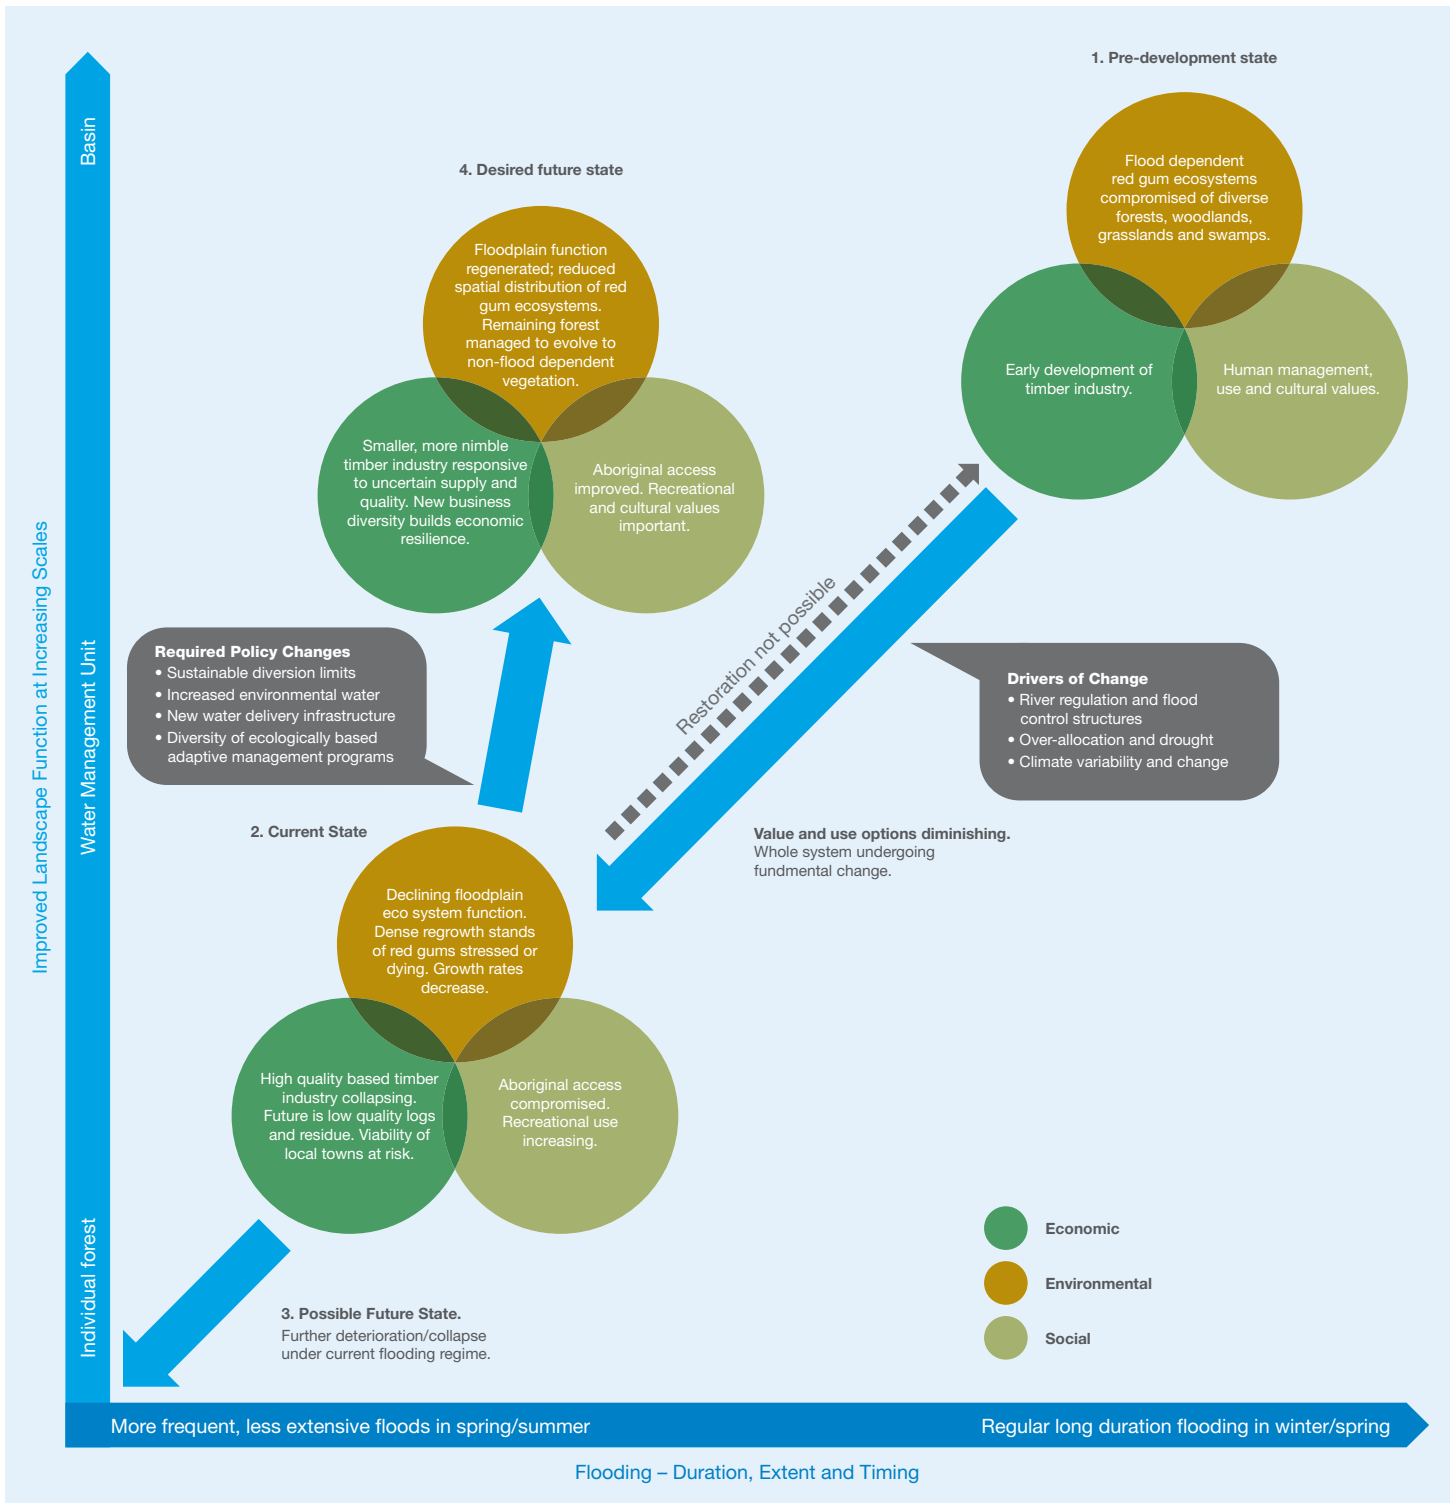 1. Pre-development state
Flood dependent
red gum ecosystems
compromised of diverse
forests, woodlands,
grasslands and swamps.
Early development of
timber industry.
Human management,
use and cultural values.
4. Desired future state
Floodplain function
regenerated; reduced
spatial distribution of red
gum ecosystems.
Remaining forest
managed to evolve to
non-flood dependent
vegetation.
Smaller, more nimble
timber industry responsive
to uncertain supply and
quality. New business
diversity builds economic
resilience.
Aboriginal access
improved. Recreational
and cultural values
important.
Restoration not possible
Required Policy Changes
• Sustainable diversion limits
• Increased environmental water
• New water delivery infrastructure
• Diversity of ecologically based
adaptive management programs
Drivers of Change
• River regulation and flood
control structures
• Over-allocation and drought
• Climate variability and change
Value and use options diminishing.
Whole system undergoing
fundmental change.
2. Current State
Declining floodplain
eco system function.
Dense regrowth stands
of red gums stressed or
dying. Growth rates
decrease.
High quality based timber
industry collapsing.
Future is low quality logs
and residue. Viability of
local towns at risk.
Aboriginal access
compromised.
Recreational use
increasing.
3. Possible Future State.
Further deterioration/collapse
under current flooding regime.
Economic
Environmental
Social
Improved Landscape Function at Increasing Scales
Basin
Water Management Unit
Individual forest
More frequent, less extensive floods in spring/summer
Regular long duration flooding in winter/spring
Flooding – Duration, Extent and Timing